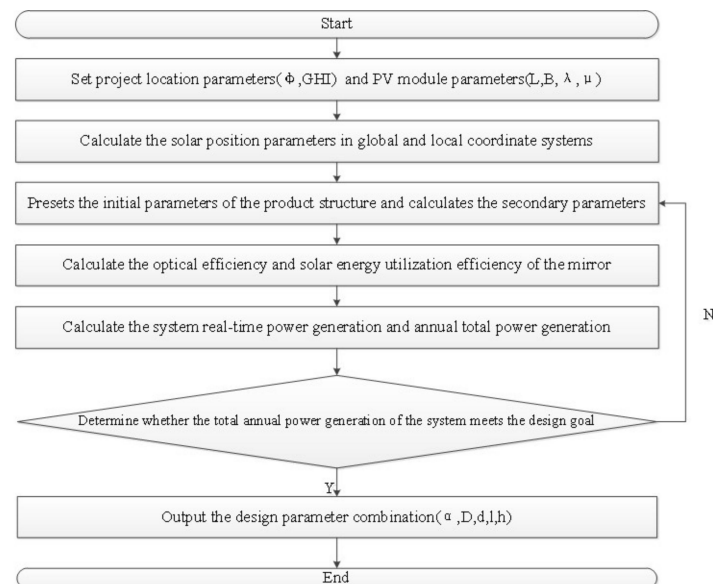 Start
Set project location parameters(Φ,GHI) and PV module parameters(L,B, λ, μ)
Calculate the solar position parameters in global and local coordinate systems
Presets the initial parameters of the product structure and calculates the secondary parameters
Calculate the optical efficiency and solar energy utilization efficiency of the mirror
Calculate the system real-time power generation and annual total power generation
N
Determine whether the total annual power generation of the system meets the design goal
Y
Output the design parameter combination(α,D,d,l,h)
End